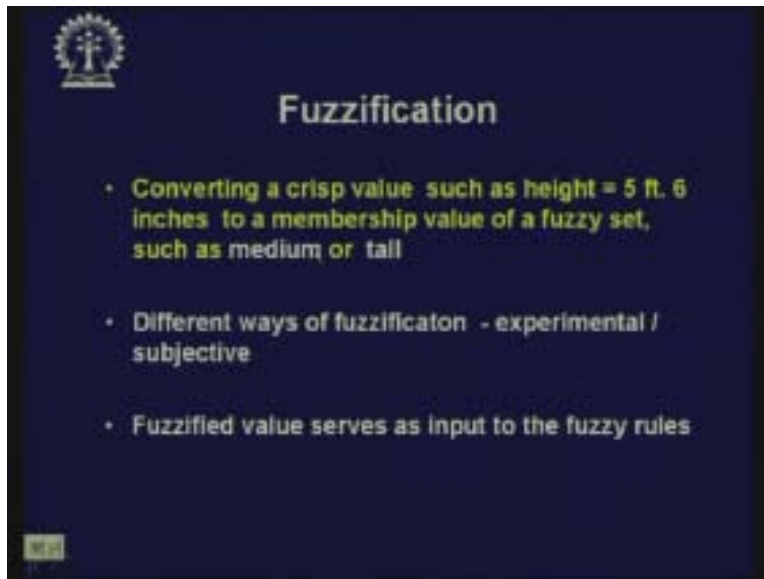 Fuzzification
• Converting a crisp value such as height = 5 ft. 6
inches to a membership value of a fuzzy set,
such as medium or tall
• Different ways of fuzzificaton - experimental /
subjective
• Fuzzified value serves as input to the fuzzy rules